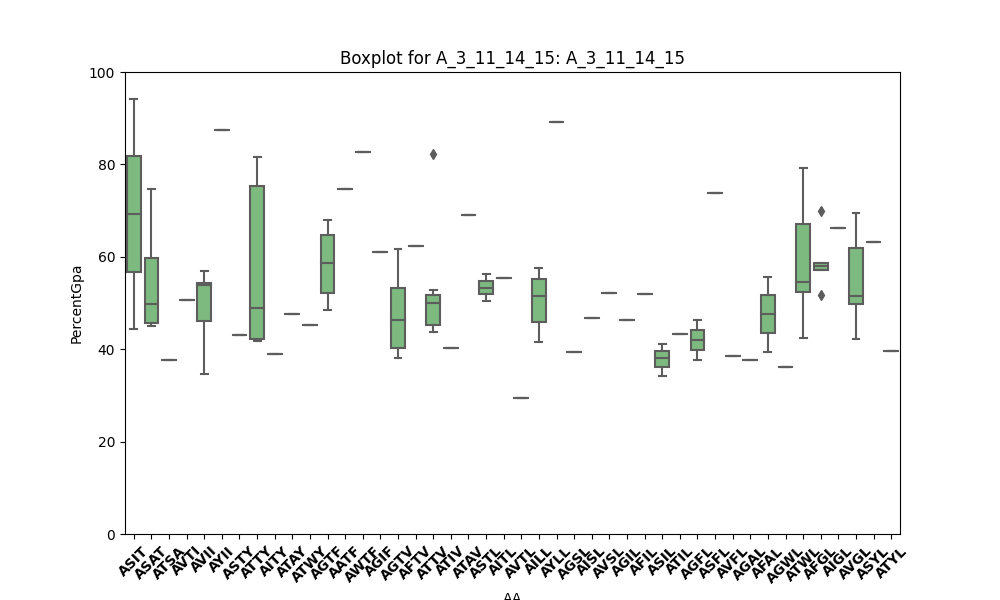 Boxplot for A_3_11_14_15: A_3_11_14_15
100
80
60
40
20
0
PercentGpa
ASIT ASAT ATSA AVTI AVII AYII ASTY ATTY AITY ATAY ATWY AGTF AATF AWTF AGIF AGTV AFTV ATTV ATIV ATAV ASTL AITL AVTL AILL AYLL AGSL AISL AVSL AGIL AFIL ASIL ATIL AGFL ASFL AVFL AGAL AFAL AGWL ATWL AFGL AIGL AVGL ASYL ATYL
AA